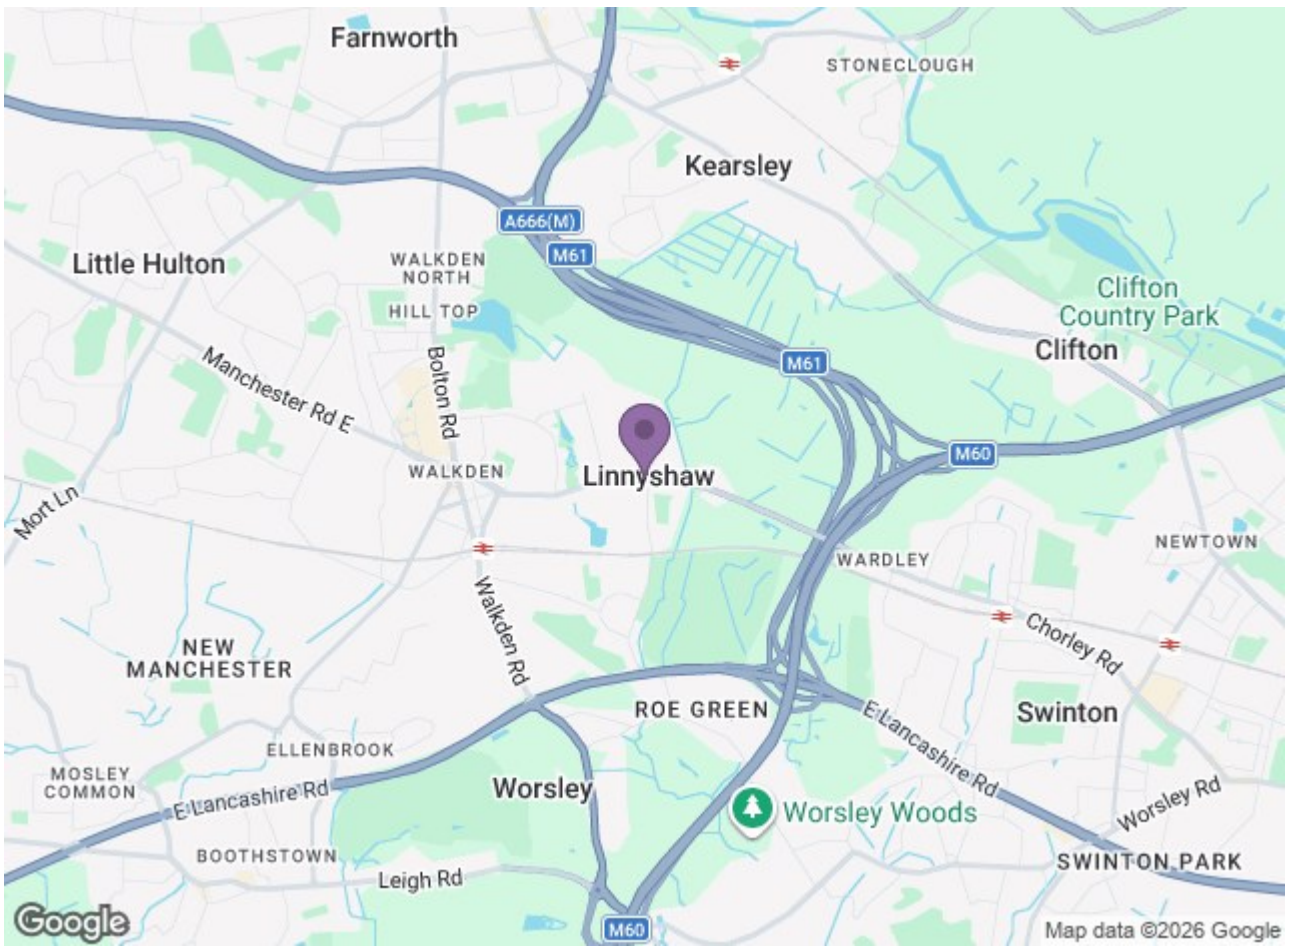 Farnworth
STONECLOUGH
Kearsley
A666(M)
M61
Little Hulton
WALKDEN
NORTH
HILL TOP
Clifton
Country Park
Clifton
M61
Manchester Rd E
Bolton Rd
WALKDEN
Linnyshaw
M60
Mort Ln
WARDLEY
NEWTOWN
Walkden Rd
Chorley Rd
NEW
MANCHESTER
ROE GREEN
Swinton
E Lancashire Rd
ELLENBROOK
MOSLEY
COMMON
E Lancashire Rd
Worsley
Worsley Woods
Worsley Rd
BOOTHSTOWN
Leigh Rd
SWINTON PARK
Google
M60
Map data ©2026 Google